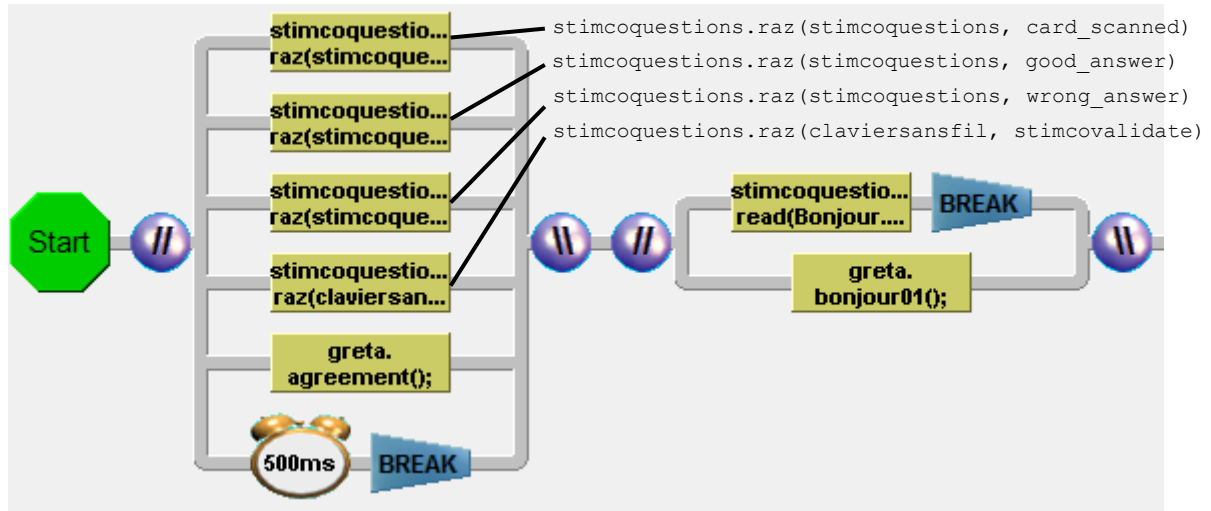 stimcoquestio...
raz(stimcoque...
stimcoquestions.raz(stimcoquestions, card_scanned)
stimcoquestio...
raz(stimcoque...
stimcoquestions.raz(stimcoquestions, good_answer)
stimcoquestio...
raz(stimcoque...
stimcoquestions.raz(stimcoquestions, wrong_answer)
stimcoquestio...
raz(claviersan...
stimcoquestions.raz(claviersansfil, stimcovalidate)
Start
//
greta.
agreement();
500ms
BREAK
\\
//
stimcoquestio...
read(Bonjour....
BREAK
greta.
bonjour01();
\\